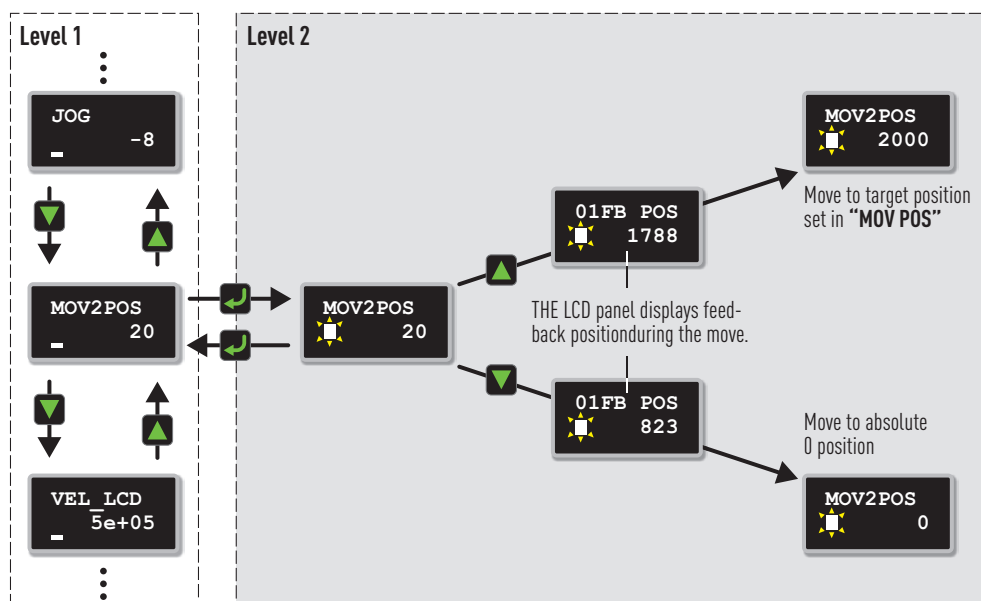 Level 1
Level 2
JOG
-8
MOV2POS
2000
Move to target position
set in “MOV POS”
01FB POS
1788
MOV2POS
20
MOV2POS
20
THE LCD panel displays feed-
back positionduring the move.
01FB POS
823
Move to absolute
0 position
VEL_LCD
5e+05
MOV2POS
0